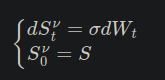 dS_t^ν = σdW_t
S_0^ν = S